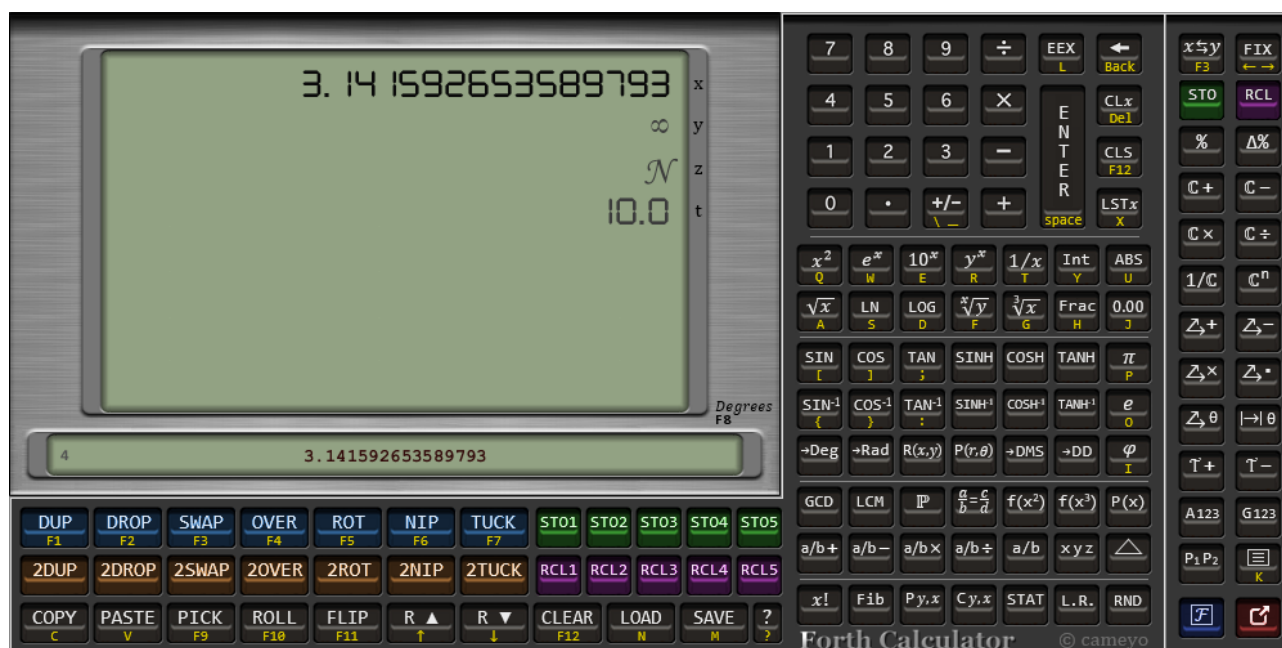 3.141592653589793 x
∞ y
𝒩 z
10.0 t
Degrees
F8
4 3.141592653589793
DUP DROP SWAP OVER ROT NIP TUCK STO1 STO2 STO3 STO4 STO5
F1 F2 F3 F4 F5 F6 F7
2DUP 2DROP 2SWAP 2OVER 2ROT 2NIP 2TUCK RCL1 RCL2 RCL3 RCL4 RCL5
COPY PASTE PICK ROLL FLIP R ▲ R ▼ CLEAR LOAD SAVE ?
C V F9 F10 F11 ↑ ↓ F12 N M ?
7 8 9 ÷ EEX ←
L Back
4 5 6 × ENTER CLx
Del
1 2 3 − CLS
F12
0 · +/− + LSTx
\ _ space X
x² eˣ 10ˣ yˣ 1/x Int ABS
Q W E R T Y U
√x LN LOG ˣ√y ³√x Frac 0.00
A S D F G H J
SIN COS TAN SINH COSH TANH π
[ ] ; P
SIN⁻¹ COS⁻¹ TAN⁻¹ SINH⁻¹ COSH⁻¹ TANH⁻¹ e
{ } : O
→Deg →Rad R(x,y) P(r,θ) →DMS →DD φ
I
GCD LCM ℙ a/b=c/d f(x²) f(x³) P(x)
a/b+ a/b− a/b× a/b÷ a/b xyz △
x! Fib Py,x Cy,x STAT L.R. RND
Forth Calculator © cameyo
x⇆y FIX
F3 ←→
STO RCL
% Δ%
ℂ+ ℂ−
ℂ× ℂ÷
1/ℂ ℂⁿ
+ −
× ·
θ |→|θ
τ+ τ−
A123 G123
P₁P₂
K
ℱ